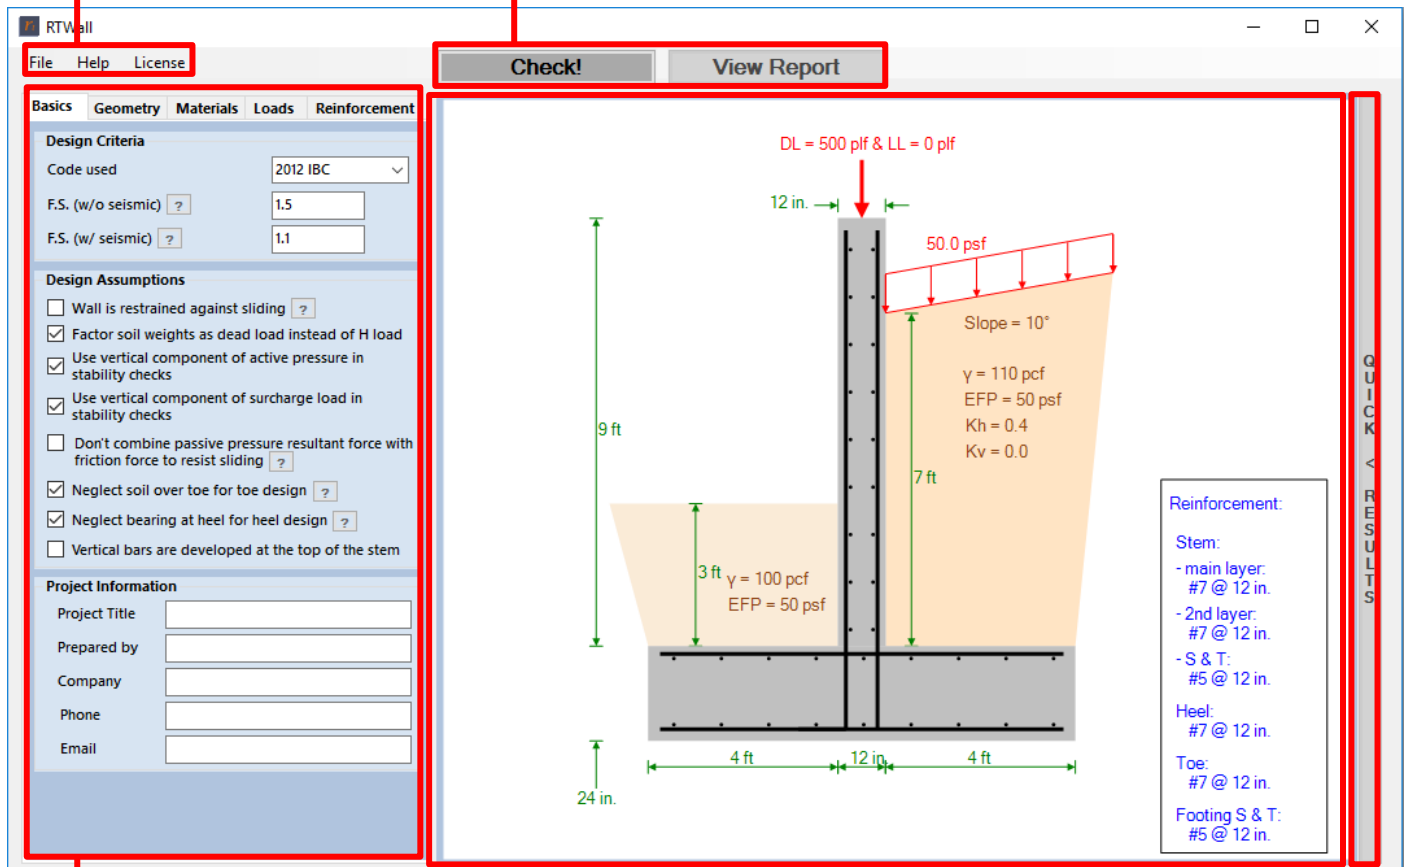 RTWall
File Help License
Check! View Report
Basics Geometry Materials Loads Reinforcement
Design Criteria
Code used 2012 IBC
F.S. (w/o seismic) ? 1.5
F.S. (w/ seismic) ? 1.1
Design Assumptions
Wall is restrained against sliding ?
Factor soil weights as dead load instead of H load
Use vertical component of active pressure in
stability checks
Use vertical component of surcharge load in
stability checks
Don't combine passive pressure resultant force with
friction force to resist sliding ?
Neglect soil over toe for toe design ?
Neglect bearing at heel for heel design ?
Vertical bars are developed at the top of the stem
Project Information
Project Title
Prepared by
Company
Phone
Email
DL = 500 plf & LL = 0 plf
12 in.
50.0 psf
Slope = 10°
γ = 110 pcf
EFP = 50 psf
Kh = 0.4
Kv = 0.0
9 ft
7 ft
3 ft
γ = 100 pcf
EFP = 50 psf
4 ft 12 in. 4 ft
24 in.
Reinforcement:
Stem:
- main layer:
#7 @ 12 in.
- 2nd layer:
#7 @ 12 in.
- S & T:
#5 @ 12 in.
Heel:
#7 @ 12 in.
Toe:
#7 @ 12 in.
Footing S & T:
#5 @ 12 in.
QUICK < RESULTS